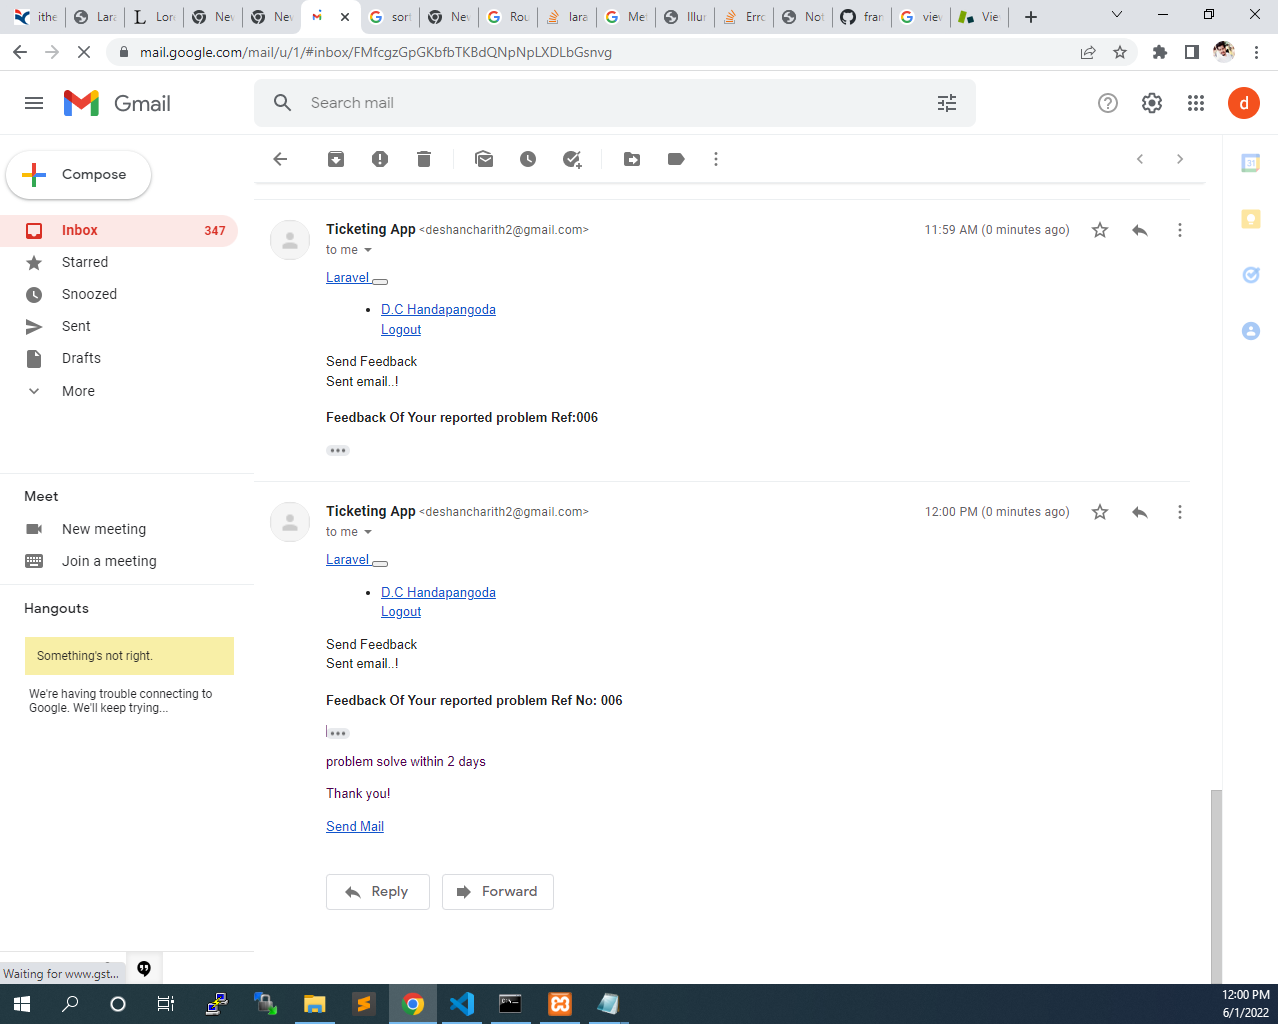 ithe
Lara
Lor
Nev
Nev
sort
Nev
Rou
lara
Met
Illur
Erro
Not
fran
viev
Viev
mail.google.com/mail/u/1/#inbox/FMfcgzGpGKbfbTKBdQNpNpLXDLbGsnvg
Gmail
Search mail
d
Compose
Inbox 347
Starred
Snoozed
Sent
Drafts
More
Meet
New meeting
Join a meeting
Hangouts
Something's not right.
We're having trouble connecting to
Google. We'll keep trying...
31
Ticketing App <deshancharith2@gmail.com> 11:59 AM (0 minutes ago)
to me
Laravel
D.C Handapangoda
Logout
Send Feedback
Sent email..!
Feedback Of Your reported problem Ref:006
Ticketing App <deshancharith2@gmail.com> 12:00 PM (0 minutes ago)
to me
Laravel
D.C Handapangoda
Logout
Send Feedback
Sent email..!
Feedback Of Your reported problem Ref No: 006
problem solve within 2 days
Thank you!
Send Mail
Reply
Forward
Waiting for www.gst...
12:00 PM
6/1/2022